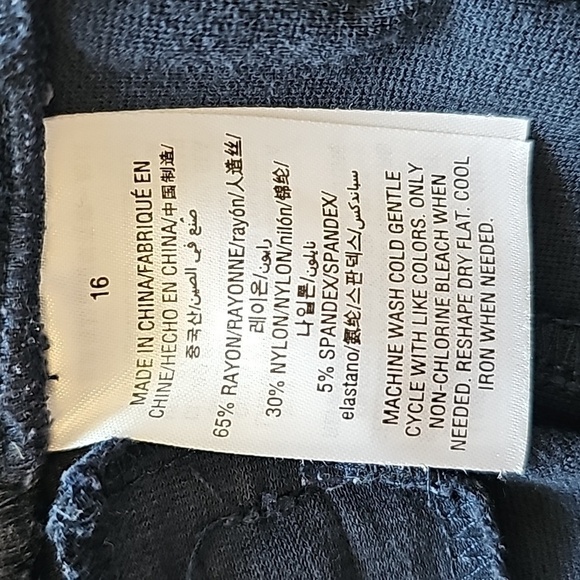 16
MADE IN CHINA/FABRIQUÉ EN
CHINE/HECHO EN CHINA/中国制造/
중국산/صنع في الصين
65% RAYON/RAYONNE/rayón/人造丝/
레이온/رايون
30% NYLON/NYLON/nilón/锦纶/
나일론/نايلون
5% SPANDEX/SPANDEX/
elastano/氨纶/스판덱스/سباندكس
MACHINE WASH COLD GENTLE
CYCLE WITH LIKE COLORS. ONLY
NON-CHLORINE BLEACH WHEN
NEEDED. RESHAPE DRY FLAT. COOL
IRON WHEN NEEDED.